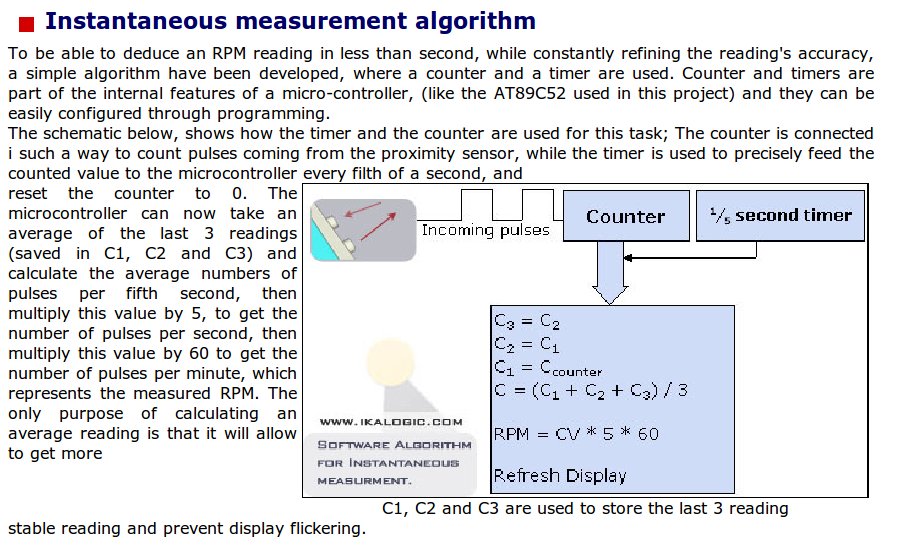 Instantaneous measurement algorithm
To be able to deduce an RPM reading in less than second, while constantly refining the reading's accuracy,
a simple algorithm have been developed, where a counter and a timer are used. Counter and timers are
part of the internal features of a micro-controller, (like the AT89C52 used in this project) and they can be
easily configured through programming.
The schematic below, shows how the timer and the counter are used for this task; The counter is connected
i such a way to count pulses coming from the proximity sensor, while the timer is used to precisely feed the
counted value to the microcontroller every filth of a second, and
reset the counter to 0. The
microcontroller can now take an
average of the last 3 readings
(saved in C1, C2 and C3) and
calculate the average numbers of
pulses per fifth second, then
multiply this value by 5, to get the
number of pulses per second, then
multiply this value by 60 to get the
number of pulses per minute, which
represents the measured RPM. The
only purpose of calculating an
average reading is that it will allow
to get more
Incoming pulses
Counter
1/5 second timer
C3 = C2
C2 = C1
C1 = Ccounter
C = (C1 + C2 + C3) / 3
RPM = CV * 5 * 60
Refresh Display
WWW.IKALOGIC.COM
SOFTWARE ALGORITHM
FOR INSTANTANEOUS
MEASURMENT.
C1, C2 and C3 are used to store the last 3 reading
stable reading and prevent display flickering.